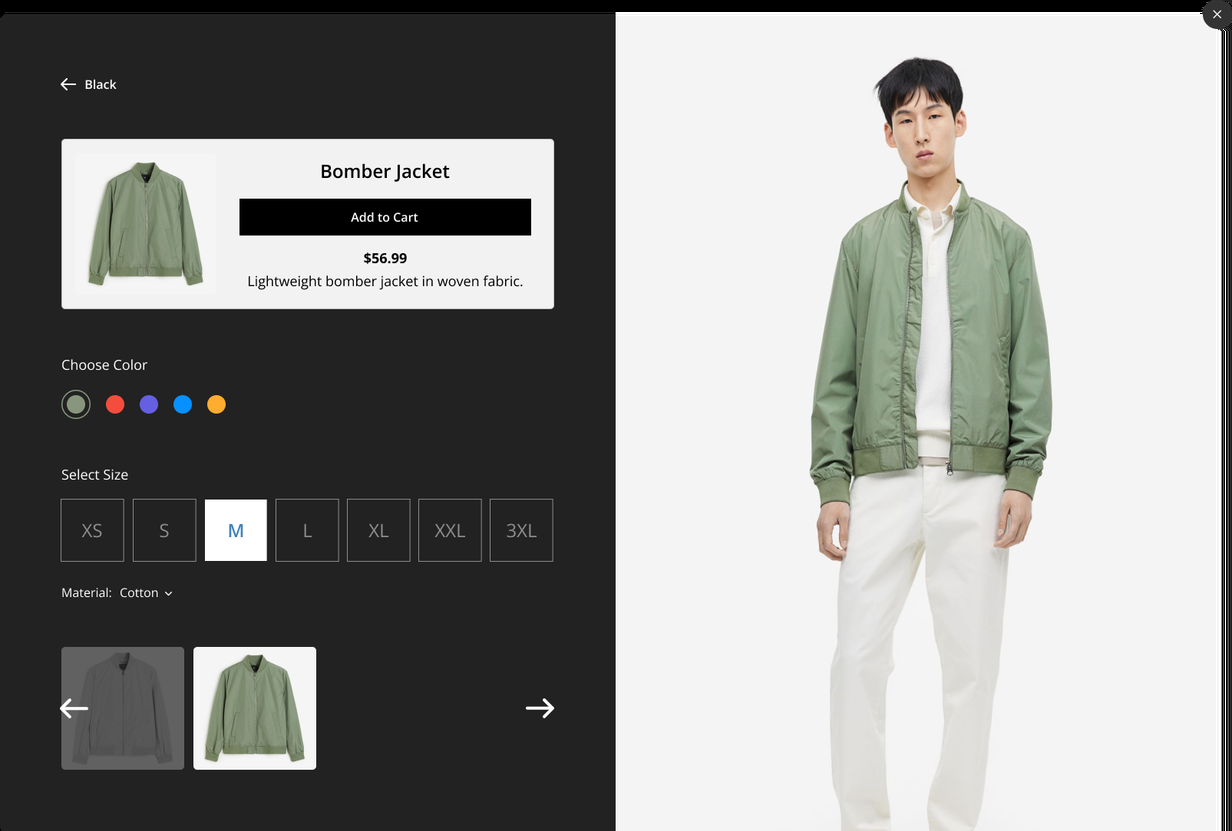 Black
Bomber Jacket
Add to Cart
$56.99
Lightweight bomber jacket in woven fabric.
Choose Color
Select Size
XS S M L XL XXL 3XL
Material: Cotton